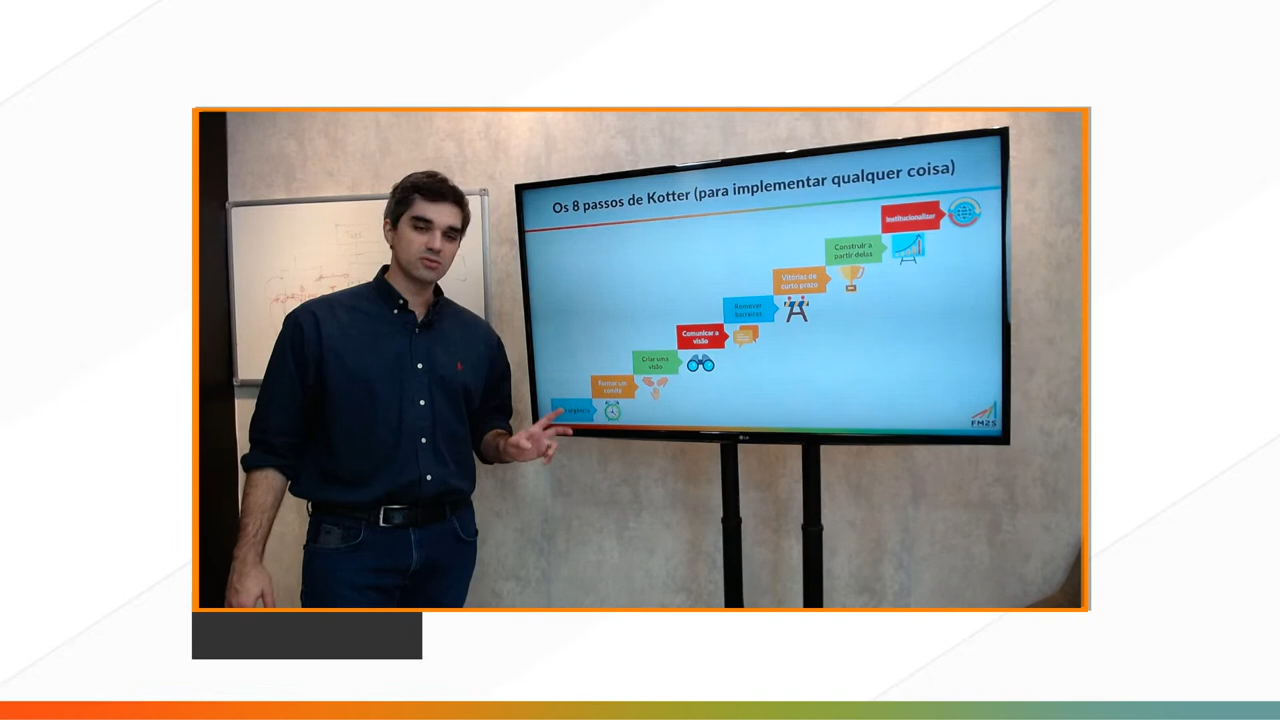 Os 8 passos de Kotter (para implementar qualquer coisa)
Institucionalizar
Construir a
partir delas
Vitórias de
curto prazo
Remover
barreiras
Comunicar a
visão
Criar uma
visão
Formar um
comitê
FM2S
LG